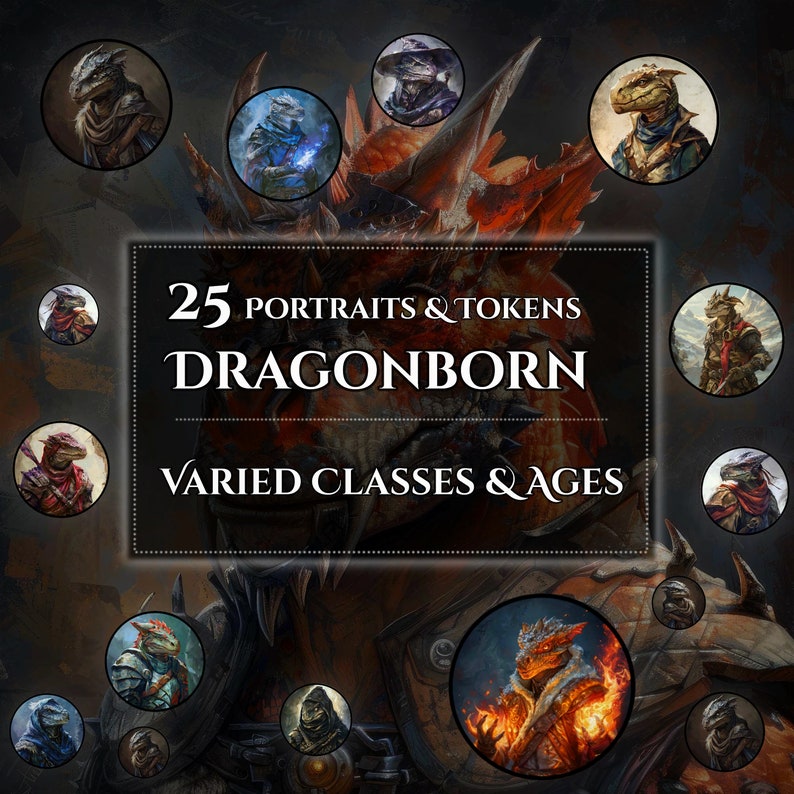 25 PORTRAITS & TOKENS
DRAGONBORN
VARIED CLASSES & AGES